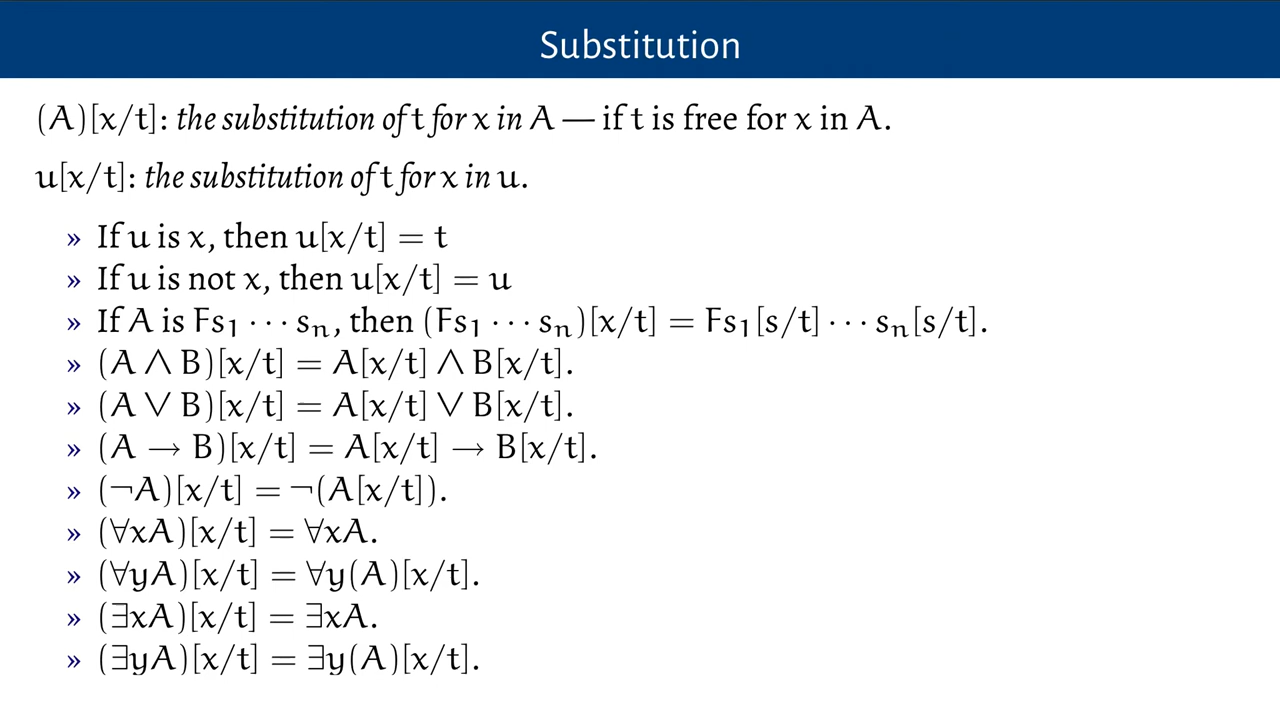 Substitution
(A)[x/t]: the substitution of t for x in A — if t is free for x in A.
u[x/t]: the substitution of t for x in u.
» If u is x, then u[x/t] = t
» If u is not x, then u[x/t] = u
» If A is Fs₁ ⋯ sₙ, then (Fs₁ ⋯ sₙ)[x/t] = Fs₁[s/t] ⋯ sₙ[s/t].
» (A ∧ B)[x/t] = A[x/t] ∧ B[x/t].
» (A ∨ B)[x/t] = A[x/t] ∨ B[x/t].
» (A → B)[x/t] = A[x/t] → B[x/t].
» (¬A)[x/t] = ¬(A[x/t]).
» (∀xA)[x/t] = ∀xA.
» (∀yA)[x/t] = ∀y(A)[x/t].
» (∃xA)[x/t] = ∃xA.
» (∃yA)[x/t] = ∃y(A)[x/t].